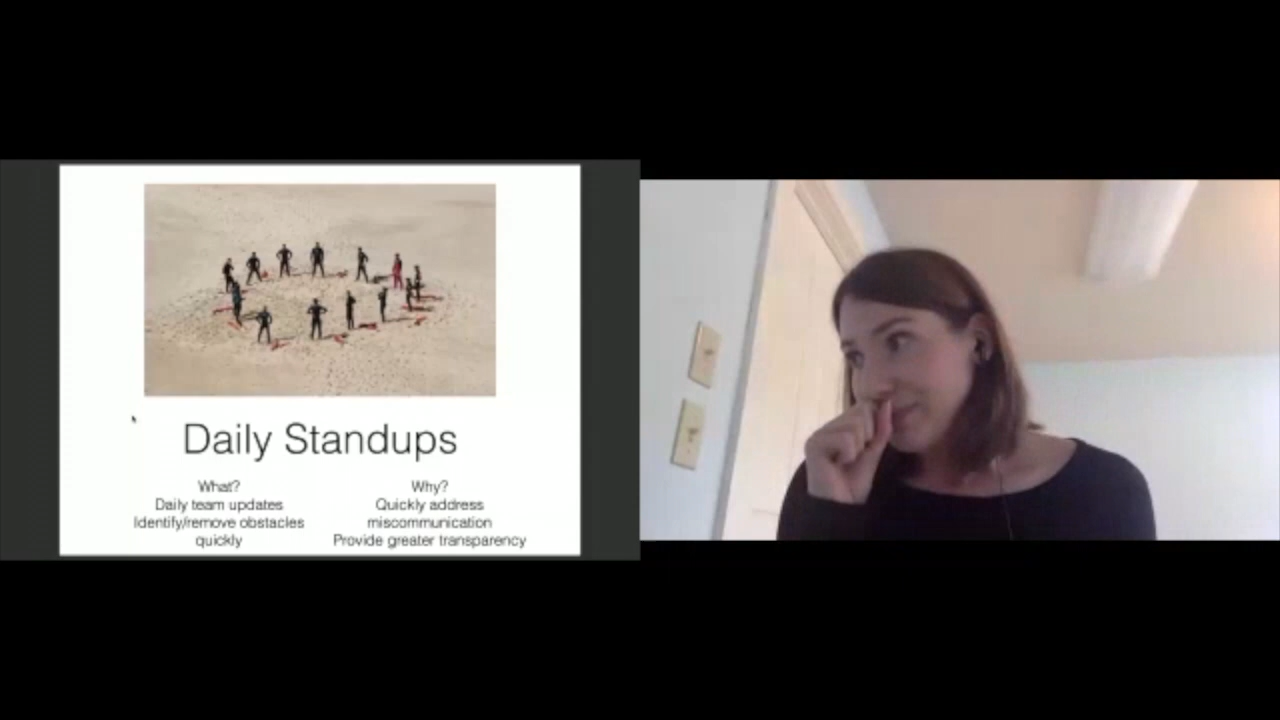 Daily Standups
What?
Daily team updates
Identify/remove obstacles
quickly
Why?
Quickly address
miscommunication
Provide greater transparency